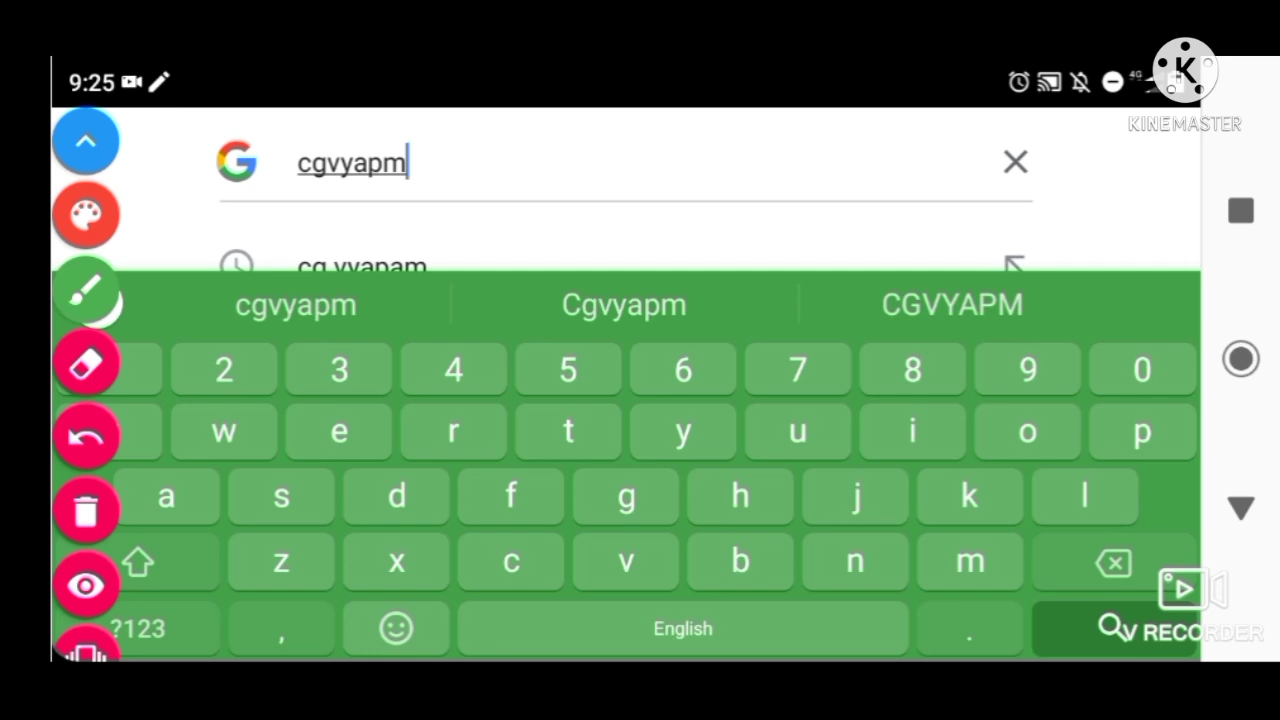 9:25
4G
KINEMASTER
cgvyapm
cg vyapam
cgvyapm Cgvyapm CGVYAPM
2 3 4 5 6 7 8 9 0
w e r t y u i o p
a s d f g h j k l
z x c v b n m
?123 , English .
V RECORDER